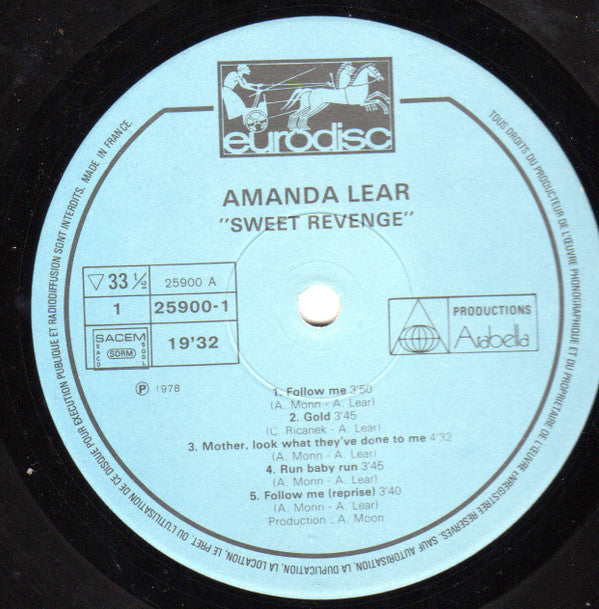 eurodisc
AMANDA LEAR
"SWEET REVENGE"
▽ 33 1/2
25900 A
1
25900-1
SACEM
SACD
SDRM
SGDL
19'32
PRODUCTIONS
Arabella
Ⓟ 1978
1. Follow me 3'50
(A. Monn - A. Lear)
2. Gold 3'45
(C. Ricanek - A. Lear)
3. Mother, look what they've done to me 4'32
(A. Monn - A. Lear)
4. Run baby run 3'45
(A. Monn - A. Lear)
5. Follow me (reprise) 3'40
(A. Monn - A. Lear)
Production : A. Moon
TOUS DROITS DU PRODUCTEUR DE L'ŒUVRE PHONOGRAPHIQUE ET DU PROPRIETAIRE DE L'ŒUVRE ENREGISTREE RESERVES. SAUF AUTORISATION, LA DUPLICATION, LA LOCATION, LE PRET, OU L'UTILISATION DE CE DISQUE POUR EXECUTION PUBLIQUE ET RADIODIFFUSION SONT INTERDITS. MADE IN FRANCE.